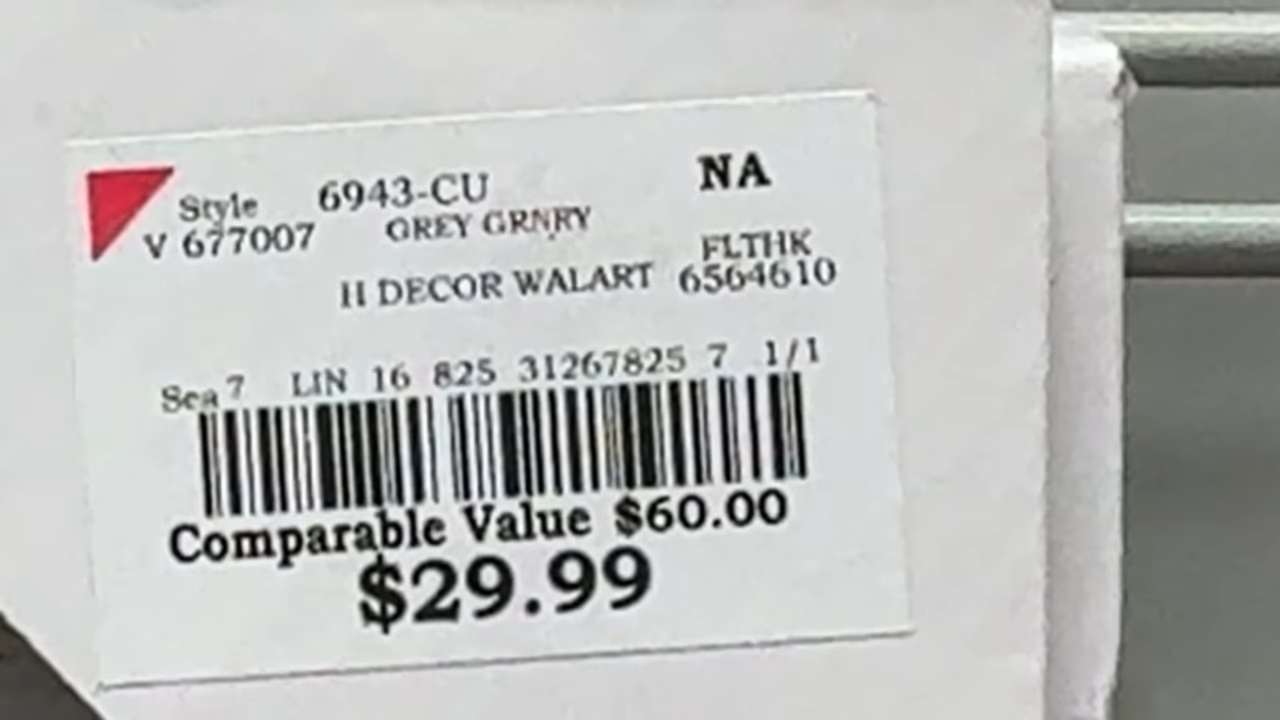 Style 6943-CU NA
V 677007 GREY GRNRY
FLTHK
H DECOR WALART 6564610
Sea 7 LIN 16 825 31267825 7 1/1
Comparable Value $60.00
$29.99